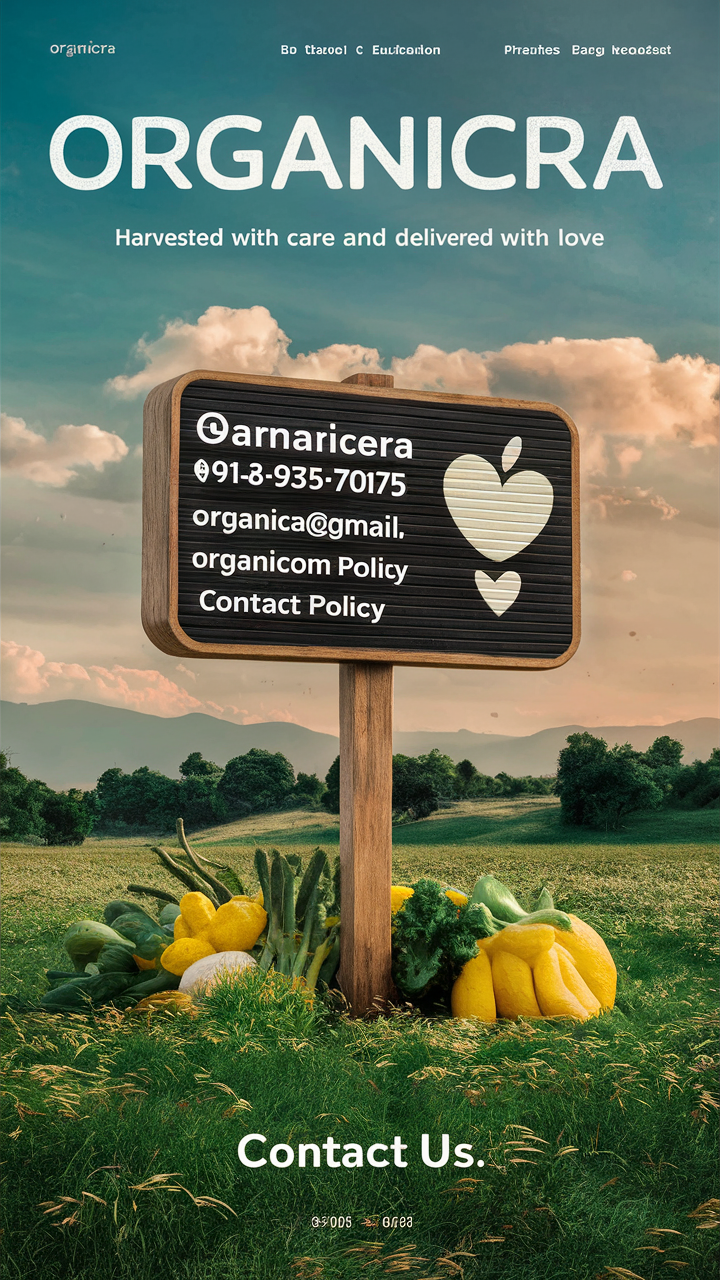 organicra
ORGANICRA
Harvested with care and delivered with love
arnaricera
91-8-935-70175
organica@gmail,
organicom Policy
Contact Policy
Contact Us.